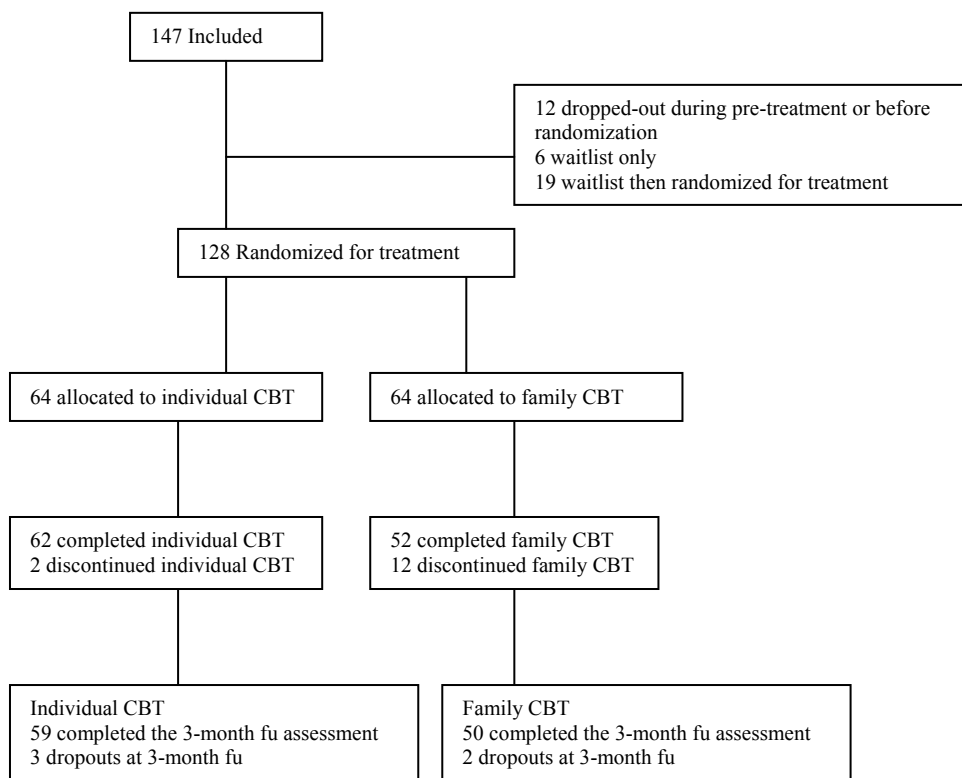 147 Included
12 dropped-out during pre-treatment or before
randomization
6 waitlist only
19 waitlist then randomized for treatment
128 Randomized for treatment
64 allocated to individual CBT
64 allocated to family CBT
62 completed individual CBT
2 discontinued individual CBT
52 completed family CBT
12 discontinued family CBT
Individual CBT
59 completed the 3-month fu assessment
3 dropouts at 3-month fu
Family CBT
50 completed the 3-month fu assessment
2 dropouts at 3-month fu